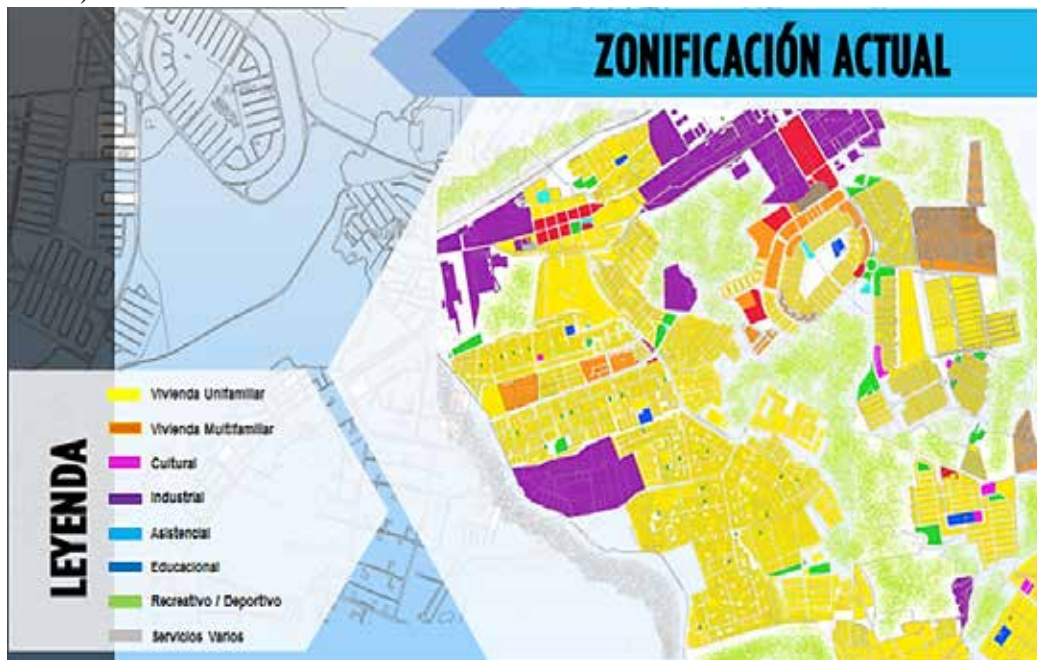 ZONIFICACIÓN ACTUAL
LEYENDA
Vivienda Unifamiliar
Vivienda Multifamiliar
Cultural
Industrial
Asistencial
Educacional
Recreativo / Deportivo
Servicios Varios